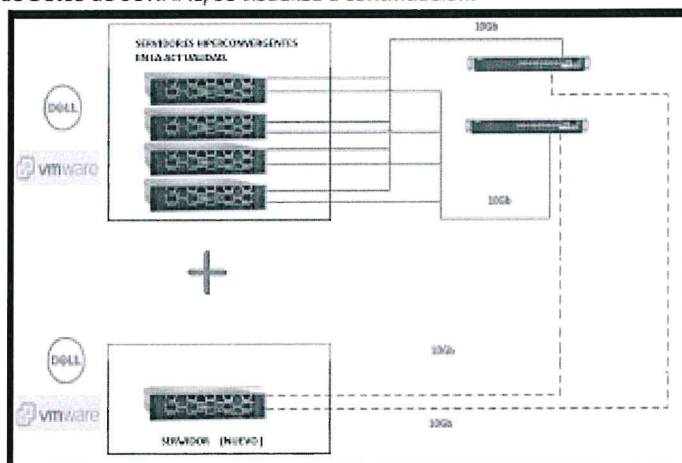 SERVIDORES HIPERCONVERGENTES
EN LA ACTUALIDAD.
10Gb
DELL
vmware
10Gb
10Gb
DELL
vmware
10Gb
SERVIDOR (NUEVO)